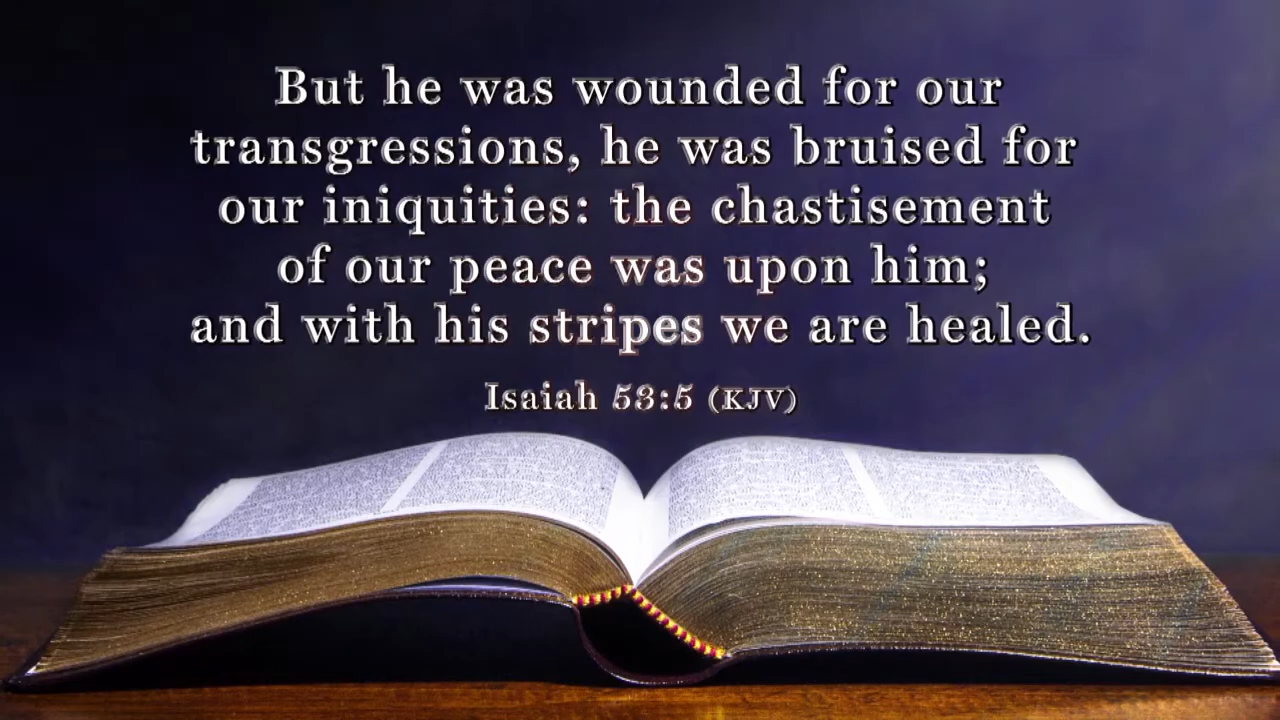 But he was wounded for our
transgressions, he was bruised for
our iniquities: the chastisement
of our peace was upon him;
and with his stripes we are healed.
Isaiah 53:5 (KJV)